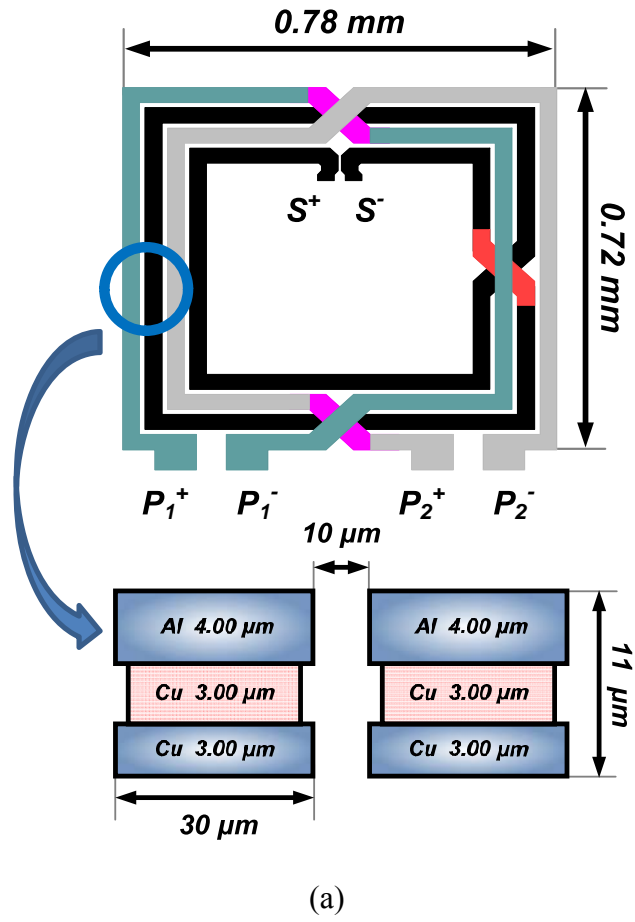 0.78 mm
S+ S-
0.72 mm
P1+ P1- P2+ P2-
10 µm
Al 4.00 µm Al 4.00 µm
Cu 3.00 µm Cu 3.00 µm
Cu 3.00 µm Cu 3.00 µm
11 µm
30 µm
(a)